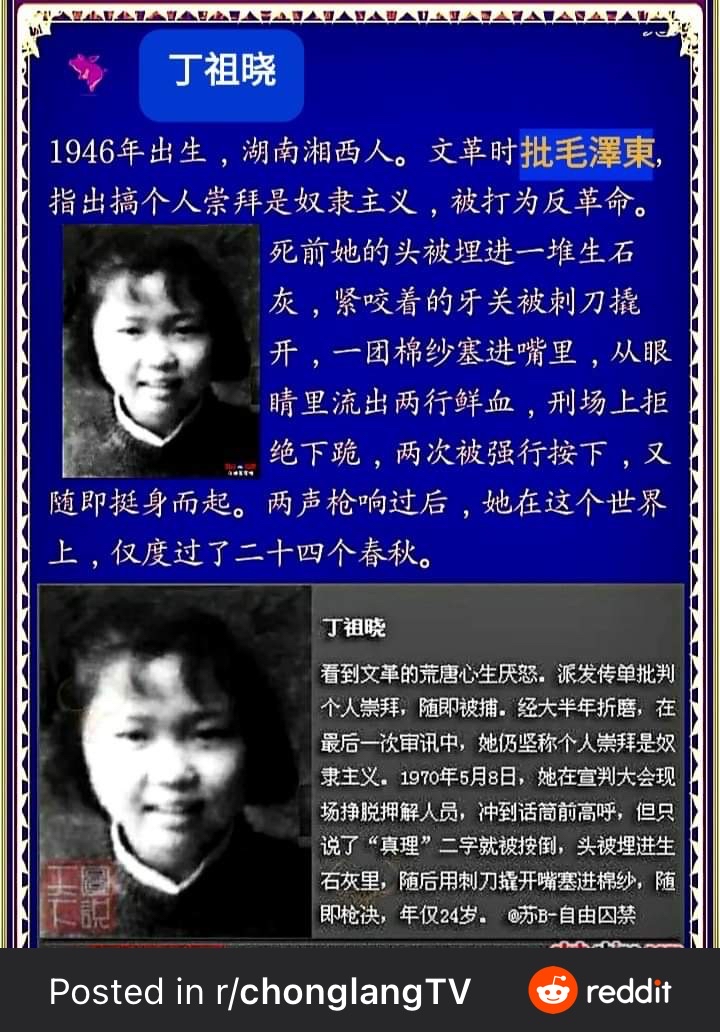 丁祖晓
1946年出生，湖南湘西人。文革时批毛澤東,
指出搞个人崇拜是奴隶主义，被打为反革命。
死前她的头被埋进一堆生石
灰，紧咬着的牙关被刺刀撬
开，一团棉纱塞进嘴里，从眼
睛里流出两行鲜血，刑场上拒
绝下跪，两次被强行按下，又
随即挺身而起。两声枪响过后，她在这个世界
上，仅度过了二十四个春秋。
丁祖晓
看到文革的荒唐心生厌怒。派发传单批判
个人崇拜，随即被捕。经大半年折磨，在
最后一次审讯中，她仍坚称个人崇拜是奴
隶主义。1970年5月8日，她在宣判大会现
场挣脱押解人员，冲到话筒前高呼，但只
说了“真理”二字就被按倒，头被埋进生
石灰里，随后用刺刀撬开嘴塞进棉纱，随
即枪决，年仅24岁。@苏B-自由囚禁
Posted in r/chonglangTV
reddit